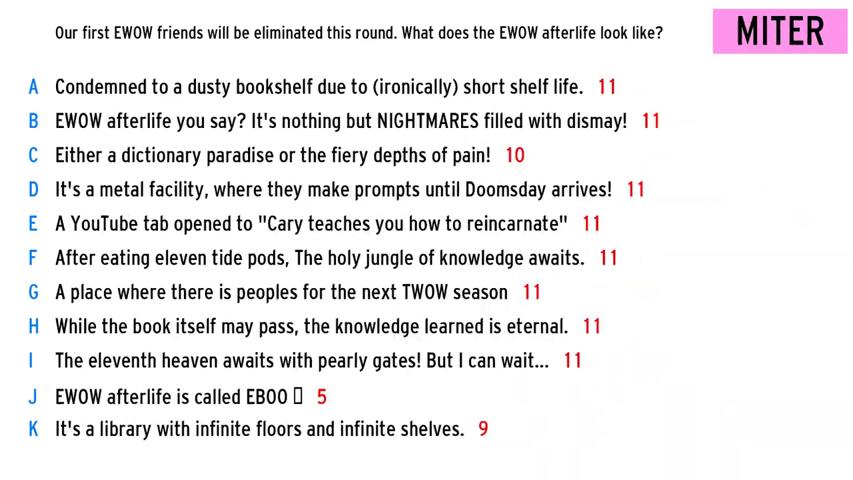 Our first EWOW friends will be eliminated this round. What does the EWOW afterlife look like?
MITER
A Condemned to a dusty bookshelf due to (ironically) short shelf life. 11
B EWOW afterlife you say? It's nothing but NIGHTMARES filled with dismay! 11
C Either a dictionary paradise or the fiery depths of pain! 10
D It's a metal facility, where they make prompts until Doomsday arrives! 11
E A YouTube tab opened to "Cary teaches you how to reincarnate" 11
F After eating eleven tide pods, The holy jungle of knowledge awaits. 11
G A place where there is peoples for the next TWOW season 11
H While the book itself may pass, the knowledge learned is eternal. 11
I The eleventh heaven awaits with pearly gates! But I can wait... 11
J EWOW afterlife is called EBOO ▯ 5
K It's a library with infinite floors and infinite shelves. 9